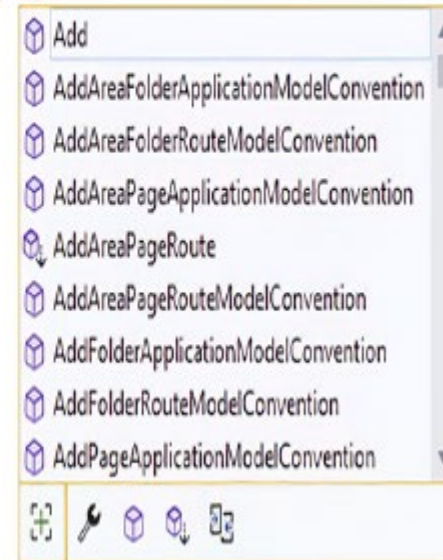 Add
AddAreaFolderApplicationModelConvention
AddAreaFolderRouteModelConvention
AddAreaPageApplicationModelConvention
AddAreaPageRoute
AddAreaPageRouteModelConvention
AddFolderApplicationModelConvention
AddFolderRouteModelConvention
AddPageApplicationModelConvention